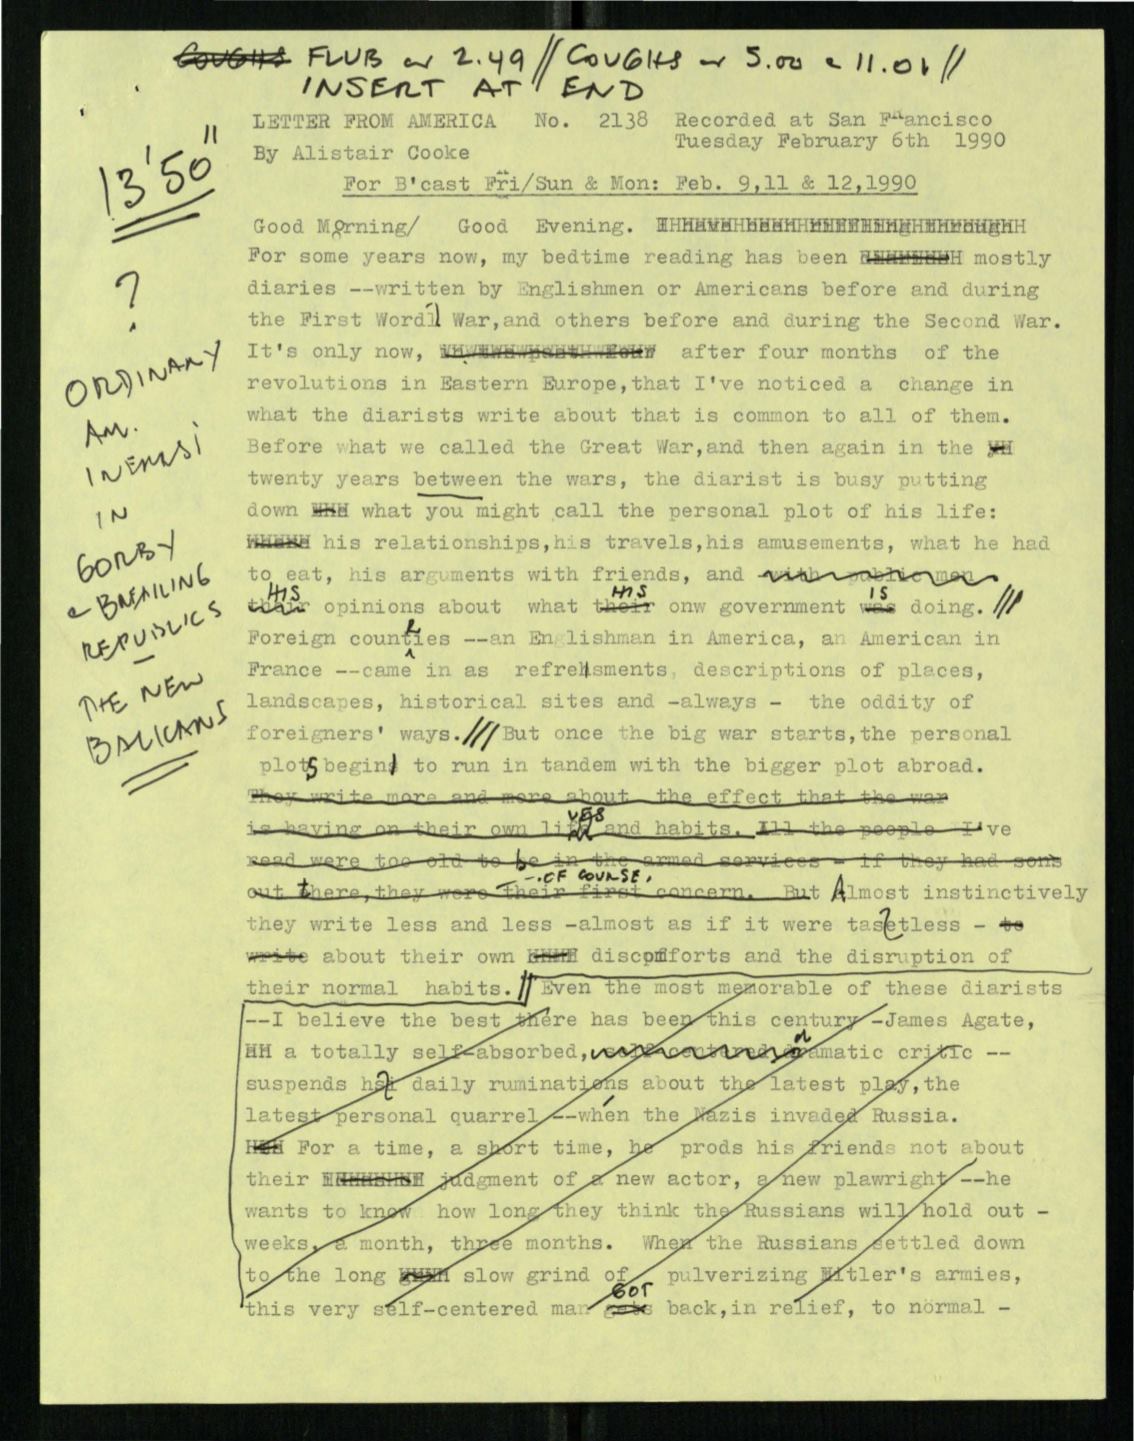 COUGHS FLUB at 2.49 // COUGHS at 5.00 & 11.01 //
INSERT AT END
13'50"
?
ORDINARY
AM.
IN
GORBY
& BREAKING
REPUBLICS
—
THE NEW
BALKANS
LETTER FROM AMERICA No. 2138 Recorded at San Francisco
Tuesday February 6th 1990
By Alistair Cooke
For B'cast Fri/Sun & Mon: Feb. 9,11 & 12,1990
Good Morning/ Good Evening.
For some years now, my bedtime reading has been mostly
diaries --written by Englishmen or Americans before and during
the First Wordl War,and others before and during the Second War.
It's only now, after four months of the
revolutions in Eastern Europe,that I've noticed a change in
what the diarists write about that is common to all of them.
Before what we called the Great War,and then again in the
twenty years between the wars, the diarist is busy putting
down what you might call the personal plot of his life:
his relationships,his travels,his amusements, what he had
to eat, his arguments with friends, and with public men
HIS HIS IS
their opinions about what their onw government was doing. ///
Foreign countries --an Englishman in America, an American in
France --came in as refrehsments, descriptions of places,
landscapes, historical sites and -always - the oddity of
foreigners' ways./// But once the big war starts,the personal
plots begin to run in tandem with the bigger plot abroad.
They write more and more about the effect that the war
is having on their own lives and habits. All the people I've
read were too old to be in the armed services - if they had sons
-. OF COURSE,
out there,they were their first concern. But Almost instinctively
they write less and less -almost as if it were tasetless - to
write about their own discomforts and the disruption of
their normal habits.// Even the most memorable of these diarists
--I believe the best there has been this century -James Agate,
a totally self-absorbed, self-centered dramatic critic --
suspends hsi daily ruminations about the latest play,the
latest personal quarrel --when the Nazis invaded Russia.
For a time, a short time, he prods his friends not about
their judgment of a new actor, a new plawright --he
wants to know how long they think the Russians will hold out -
weeks, a month, three months. When the Russians settled down
to the long slow grind of pulverizing Hitler's armies,
GOT
this very self-centered man gets back,in relief, to normal -